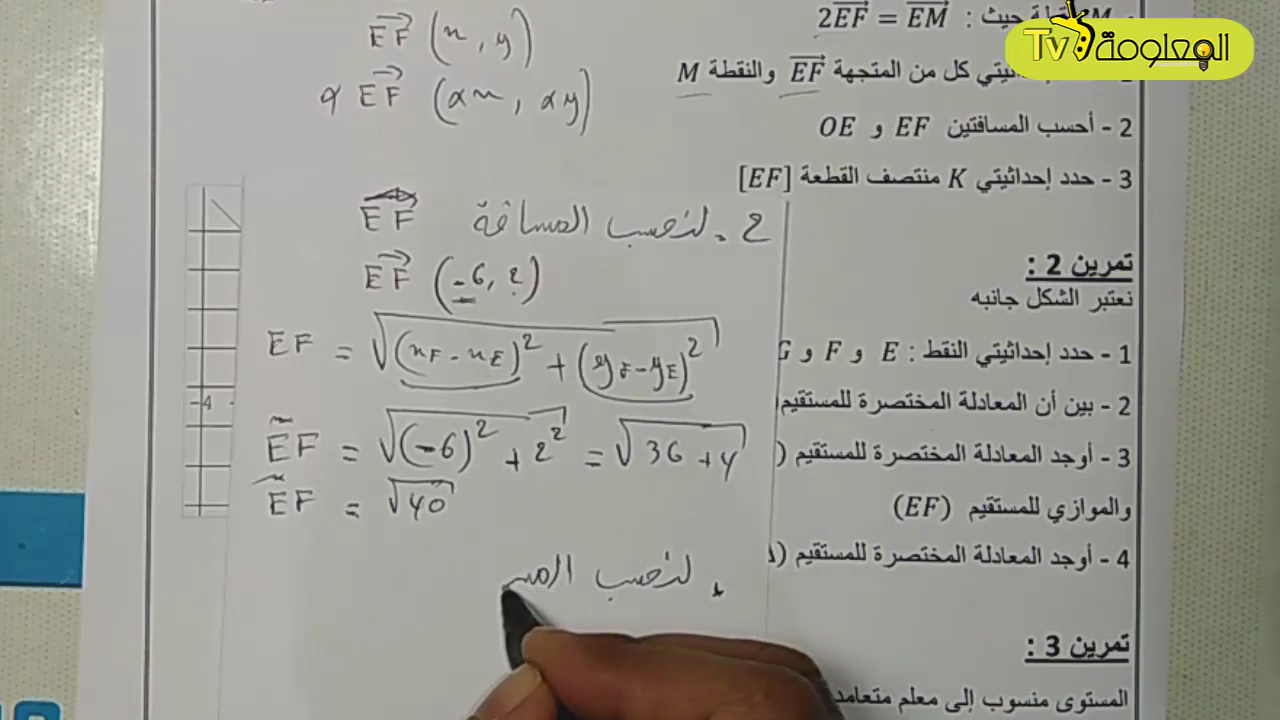 Tv المعلومة
حيث : 2EF = EM
كل من المتجهة EF والنقطة M
2 - أحسب المسافتين EF و OE
3 - حدد إحداثيتي K منتصف القطعة [EF]
تمرين 2 :
نعتبر الشكل جانبه
1 - حدد إحداثيتي النقط : E و F و G
2 - بين أن المعادلة المختصرة للمستقيم
3 - أوجد المعادلة المختصرة للمستقيم (
والموازي للمستقيم (EF)
4 - أوجد المعادلة المختصرة للمستقيم (
تمرين 3 :
المستوى منسوب إلى معلم متعامد
EF (x, y)
α EF (αx, αy)
2. لنحسب المسافة EF
EF (-6, 2)
EF = √(xF - xE)² + (yF - yE)²
EF = √(-6)² + 2² = √36 + 4
EF = √40
. لنحسب المس
-4